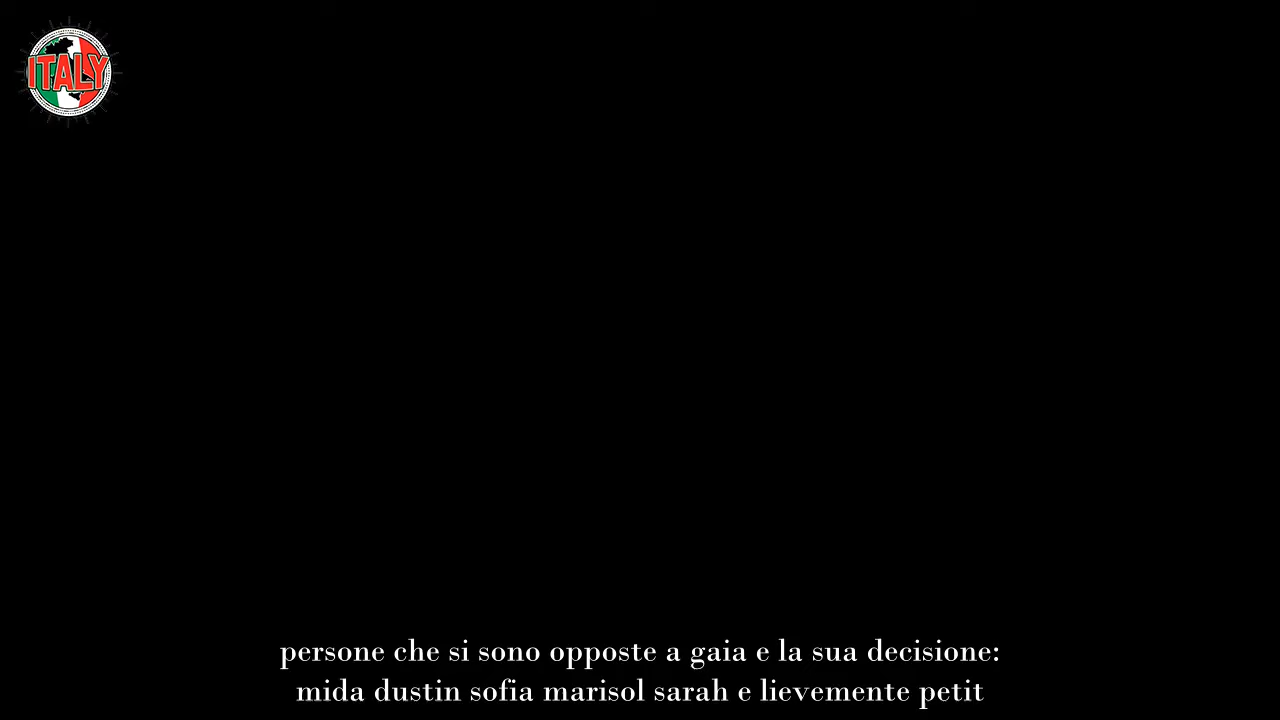 ITALY
persone che si sono opposte a gaia e la sua decisione:
mida dustin sofia marisol sarah e lievemente petit